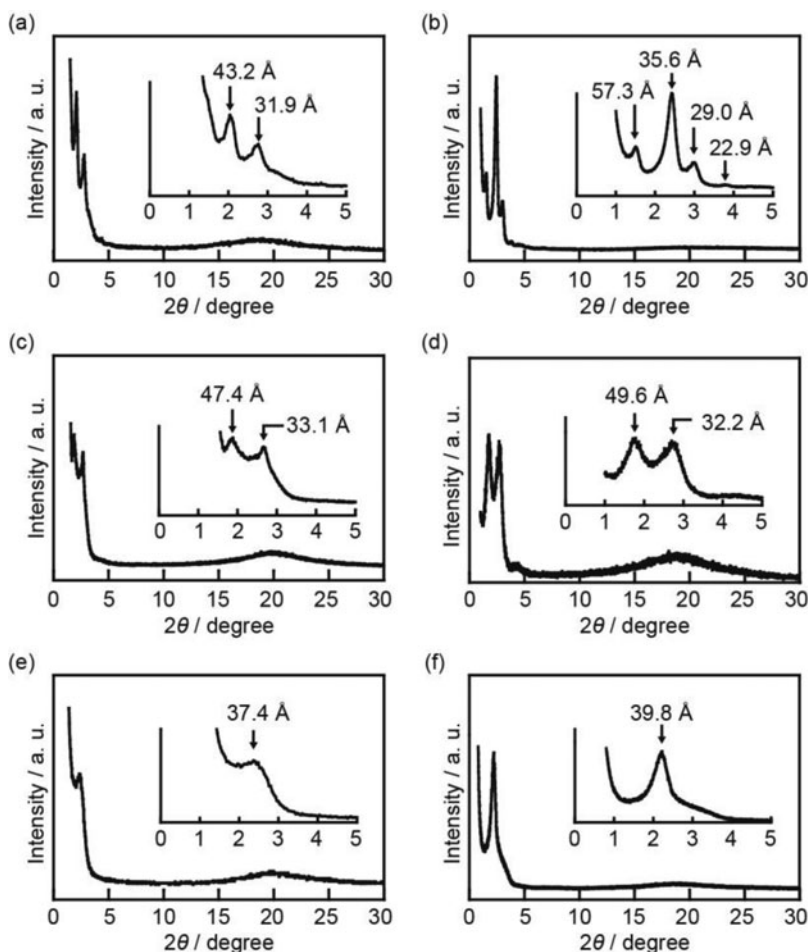 (a)
Intensity / a. u.
43.2 Å
31.9 Å
0 1 2 3 4 5
0 5 10 15 20 25 30
2θ / degree
(b)
Intensity / a. u.
35.6 Å
57.3 Å
29.0 Å
22.9 Å
0 1 2 3 4 5
0 5 10 15 20 25 30
2θ / degree
(c)
Intensity / a. u.
47.4 Å
33.1 Å
0 1 2 3 4 5
0 5 10 15 20 25 30
2θ / degree
(d)
Intensity / a. u.
49.6 Å
32.2 Å
0 1 2 3 4 5
0 5 10 15 20 25 30
2θ / degree
(e)
Intensity / a. u.
37.4 Å
0 1 2 3 4 5
0 5 10 15 20 25 30
2θ / degree
(f)
Intensity / a. u.
39.8 Å
0 1 2 3 4 5
0 5 10 15 20 25 30
2θ / degree